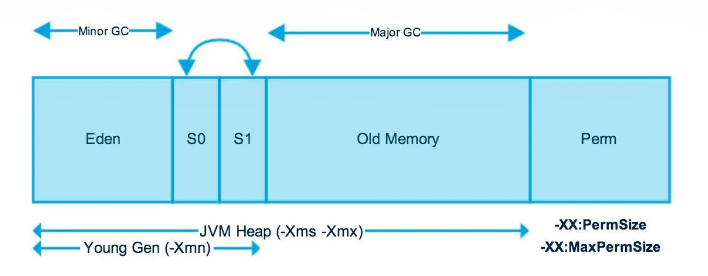 Minor GC
Major GC
Eden
S0
S1
Old Memory
Perm
JVM Heap (-Xms -Xmx)
-XX:PermSize
Young Gen (-Xmn)
-XX:MaxPermSize